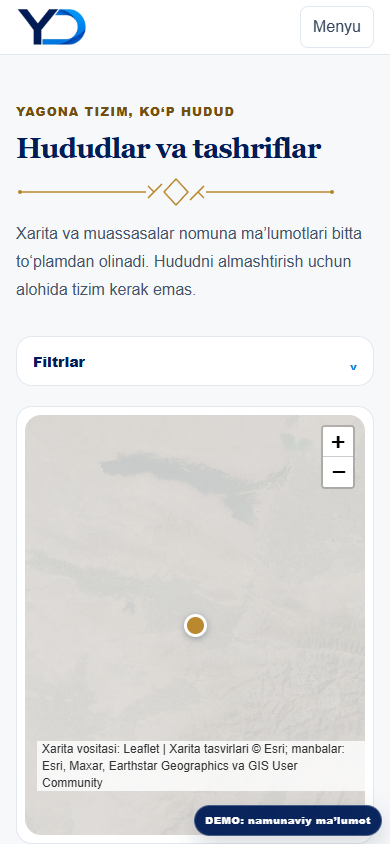 YD
Menyu
YAGONA TIZIM, KO‘P HUDUD
Hududlar va tashriflar
Xarita va muassasalar nomuna ma’lumotlari bitta
to‘plamdan olinadi. Hududni almashtirish uchun
alohida tizim kerak emas.
Filtrlar
v
+
−
Xarita vositasi: Leaflet | Xarita tasvirlari © Esri; manbalar:
Esri, Maxar, Earthstar Geographics va GIS User
Community
DEMO: namunaviy ma’lumot